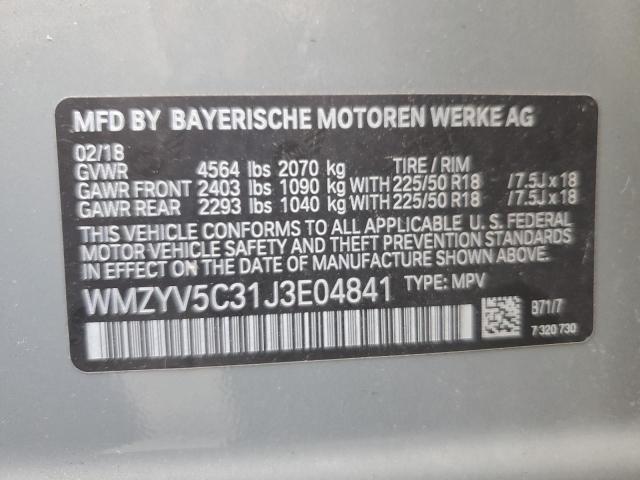 MFD BY BAYERISCHE MOTOREN WERKE AG
02/18
GVWR 4564 lbs 2070 kg TIRE / RIM
GAWR FRONT 2403 lbs 1090 kg WITH 225/50 R18 /7.5J x 18
GAWR REAR 2293 lbs 1040 kg WITH 225/50 R18 /7.5J x 18
THIS VEHICLE CONFORMS TO ALL APPLICABLE U. S. FEDERAL
MOTOR VEHICLE SAFETY AND THEFT PREVENTION STANDARDS
IN EFFECT ON THE DATE OF MANUFACTURE SHOWN ABOVE.
WMZYV5C31J3E04841 TYPE: MPV
B71/7
7 320 730